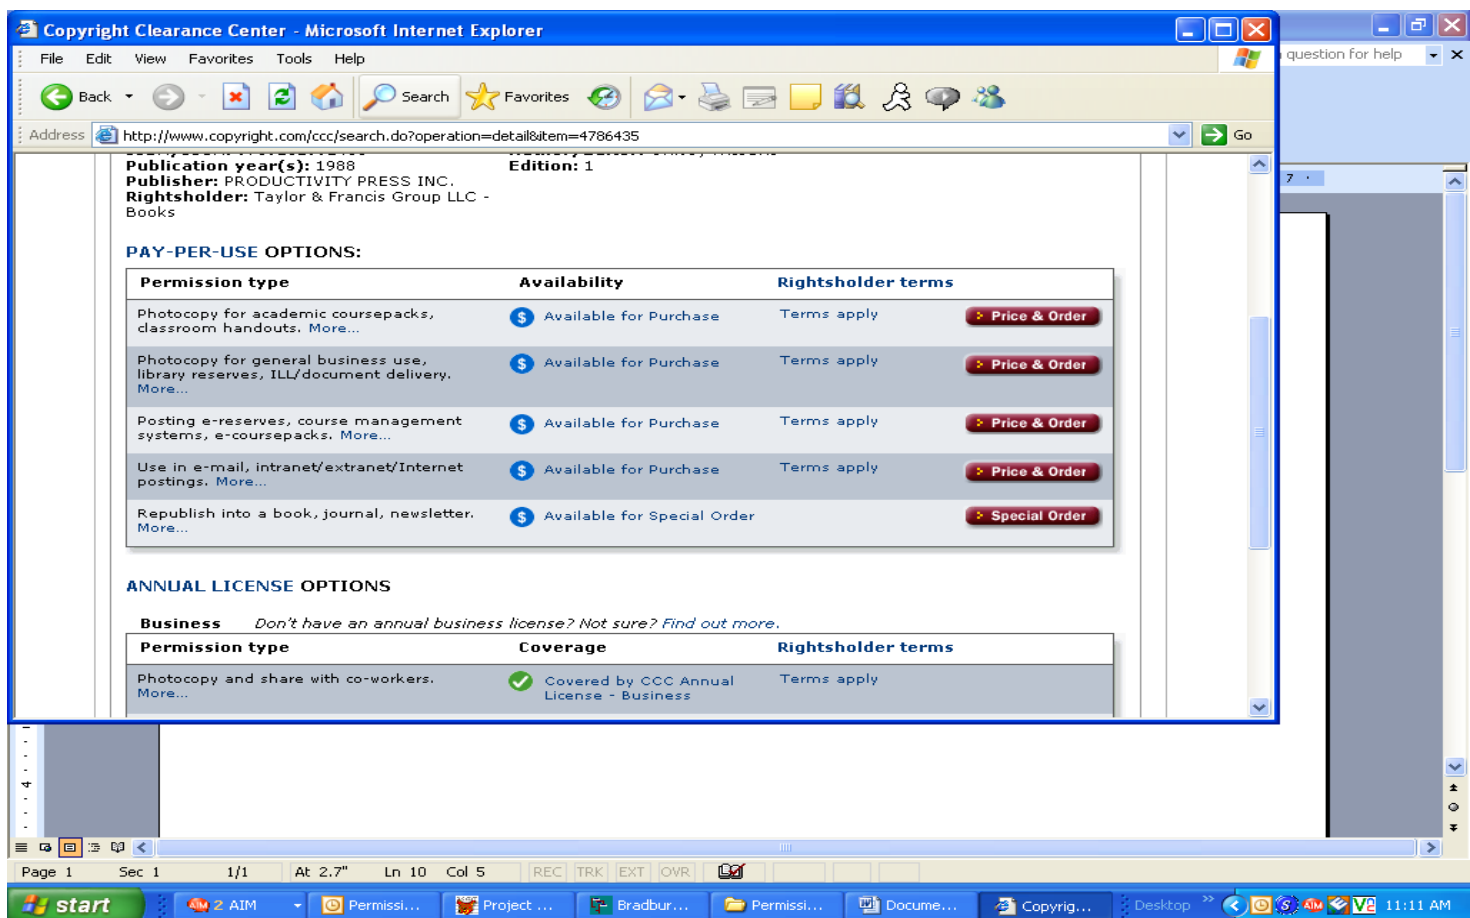 Copyright Clearance Center - Microsoft Internet Explorer
File Edit View Favorites Tools Help
question for help
Back Search Favorites
Address http://www.copyright.com/ccc/search.do?operation=detail&item=4786435 Go
Publication year(s): 1988 Edition: 1
Publisher: PRODUCTIVITY PRESS INC.
Rightsholder: Taylor & Francis Group LLC -
Books
7
PAY-PER-USE OPTIONS:
Permission type Availability Rightsholder terms
Photocopy for academic coursepacks,
classroom handouts. More... $ Available for Purchase Terms apply Price & Order
Photocopy for general business use,
library reserves, ILL/document delivery.
More... $ Available for Purchase Terms apply Price & Order
Posting e-reserves, course management
systems, e-coursepacks. More... $ Available for Purchase Terms apply Price & Order
Use in e-mail, intranet/extranet/Internet
postings. More... $ Available for Purchase Terms apply Price & Order
Republish into a book, journal, newsletter.
More... $ Available for Special Order Special Order
ANNUAL LICENSE OPTIONS
Business Don't have an annual business license? Not sure? Find out more.
Permission type Coverage Rightsholder terms
Photocopy and share with co-workers.
More... Covered by CCC Annual
License - Business Terms apply
4
Page 1 Sec 1 1/1 At 2.7" Ln 10 Col 5 REC TRK EXT OVR
start 2 AIM Permissi... Project ... Bradbur... Permissi... Docume... Copyrig... Desktop 11:11 AM